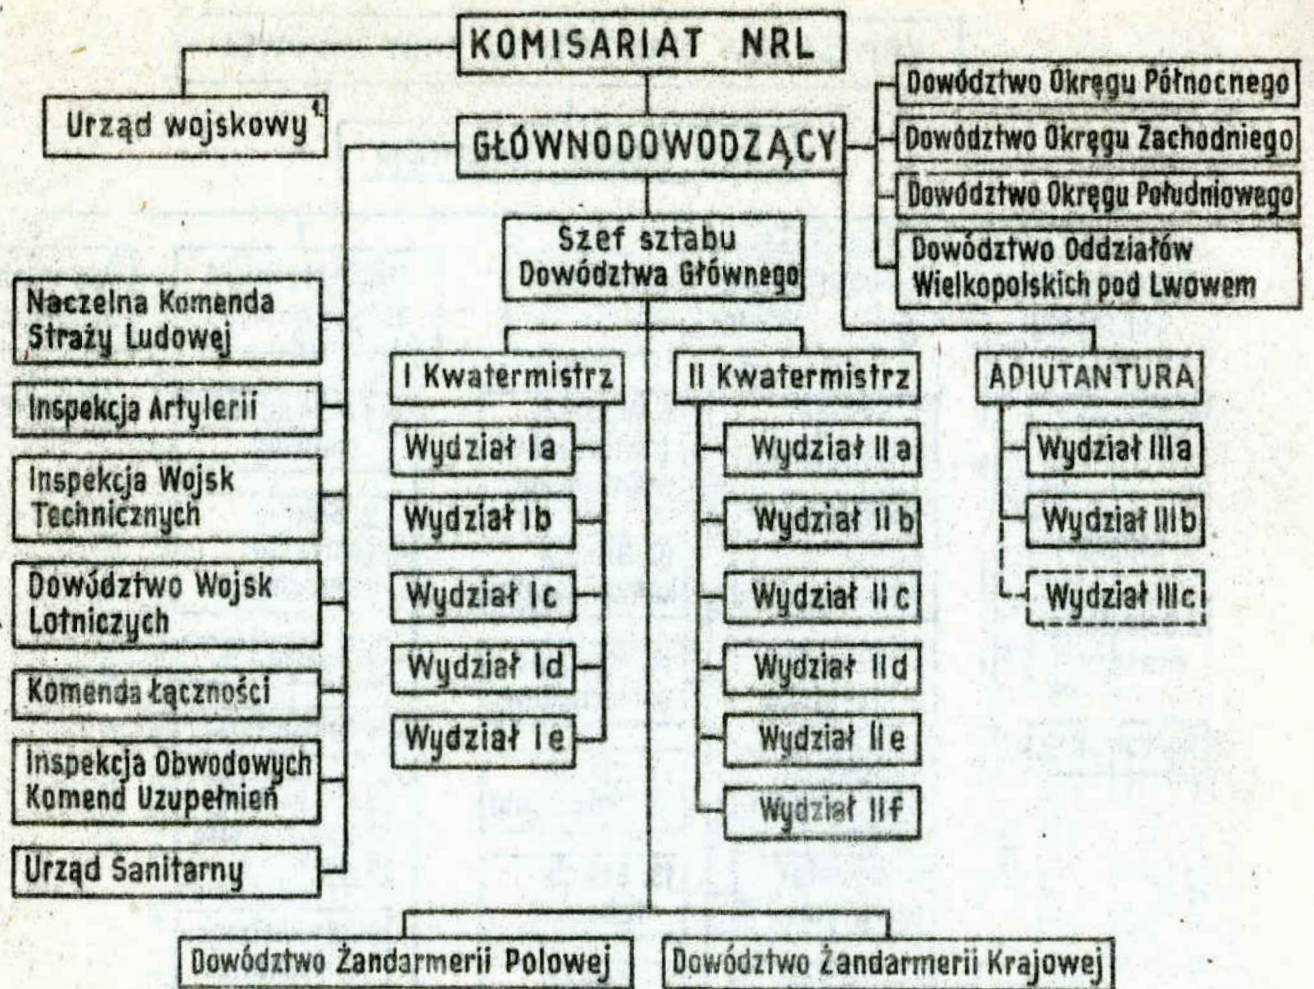 KOMISARIAT NRL
Urząd wojskowy 1.
GŁÓWNODOWODZĄCY
Dowództwo Okręgu Północnego
Dowództwo Okręgu Zachodniego
Dowództwo Okręgu Południowego
Dowództwo Oddziałów
Wielkopolskich pod Lwowem
Szef sztabu
Dowództwa Głównego
Naczelna Komenda
Straży Ludowej
Inspekcja Artylerii
Inspekcja Wojsk
Technicznych
Dowództwo Wojsk
Lotniczych
Komenda Łączności
Inspekcja Obwodowych
Komend Uzupełnień
Urząd Sanitarny
I Kwatermistrz
Wydział Ia
Wydział Ib
Wydział Ic
Wydział Id
Wydział Ie
II Kwatermistrz
Wydział IIa
Wydział IIb
Wydział IIc
Wydział IId
Wydział IIe
Wydział IIf
ADIUTANTURA
Wydział IIIa
Wydział IIIb
Wydział IIIc
Dowództwo Żandarmerii Polowej
Dowództwo Żandarmerii Krajowej